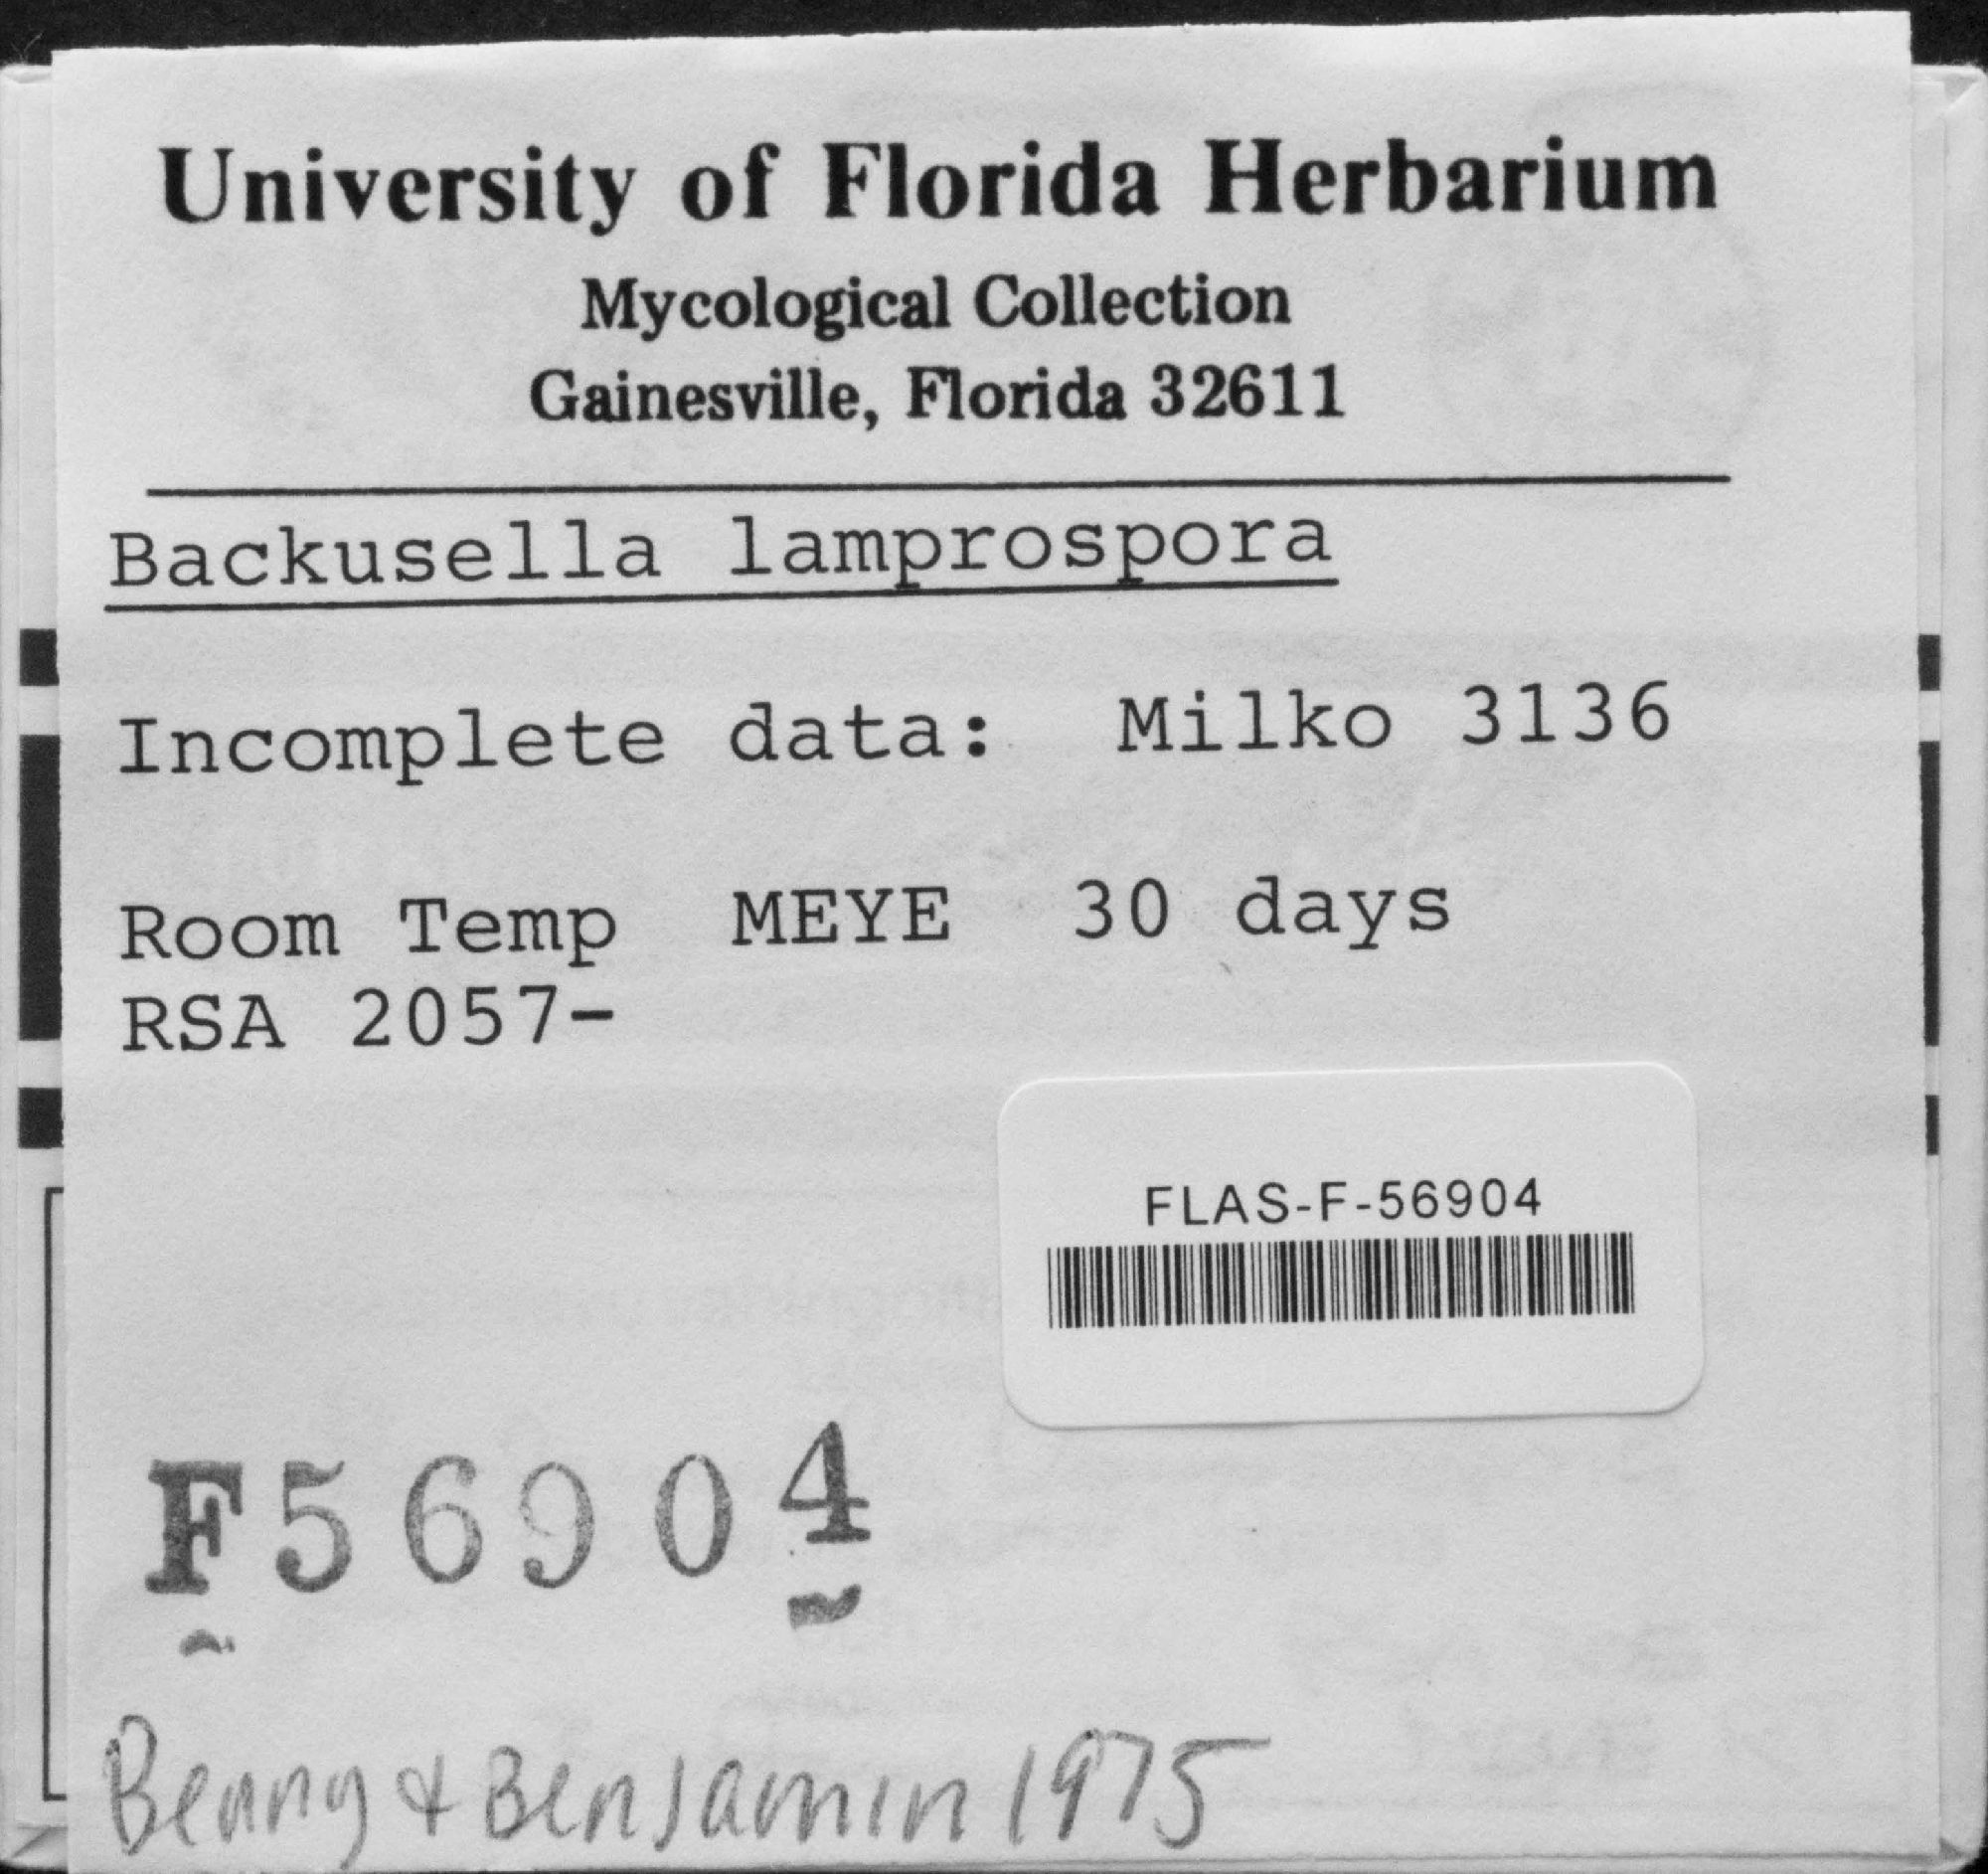 University of Florida Herbarium
Mycological Collection
Gainesville, Florida 32611
Backusella lamprospora
Incomplete data: Milko 3136
Room Temp MEYE 30 days
RSA 2057-
FLAS-F-56904
F56904
Benny & Benjamin 1975